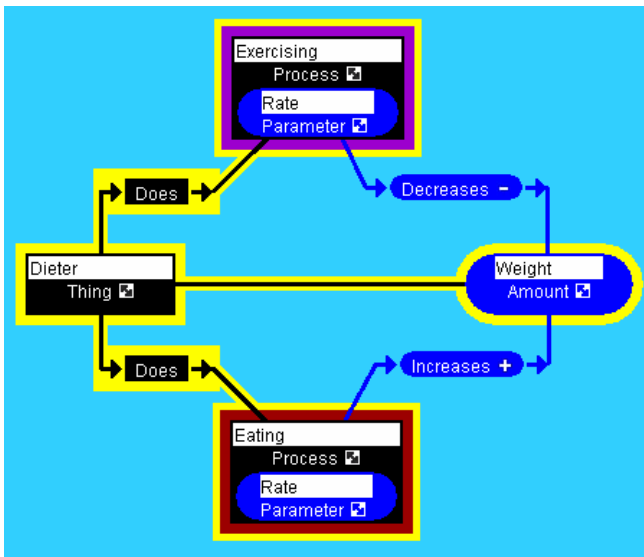 Exercising
Process
Rate
Parameter
Does
Decreases -
Dieter
Thing
Weight
Amount
Does
Increases +
Eating
Process
Rate
Parameter